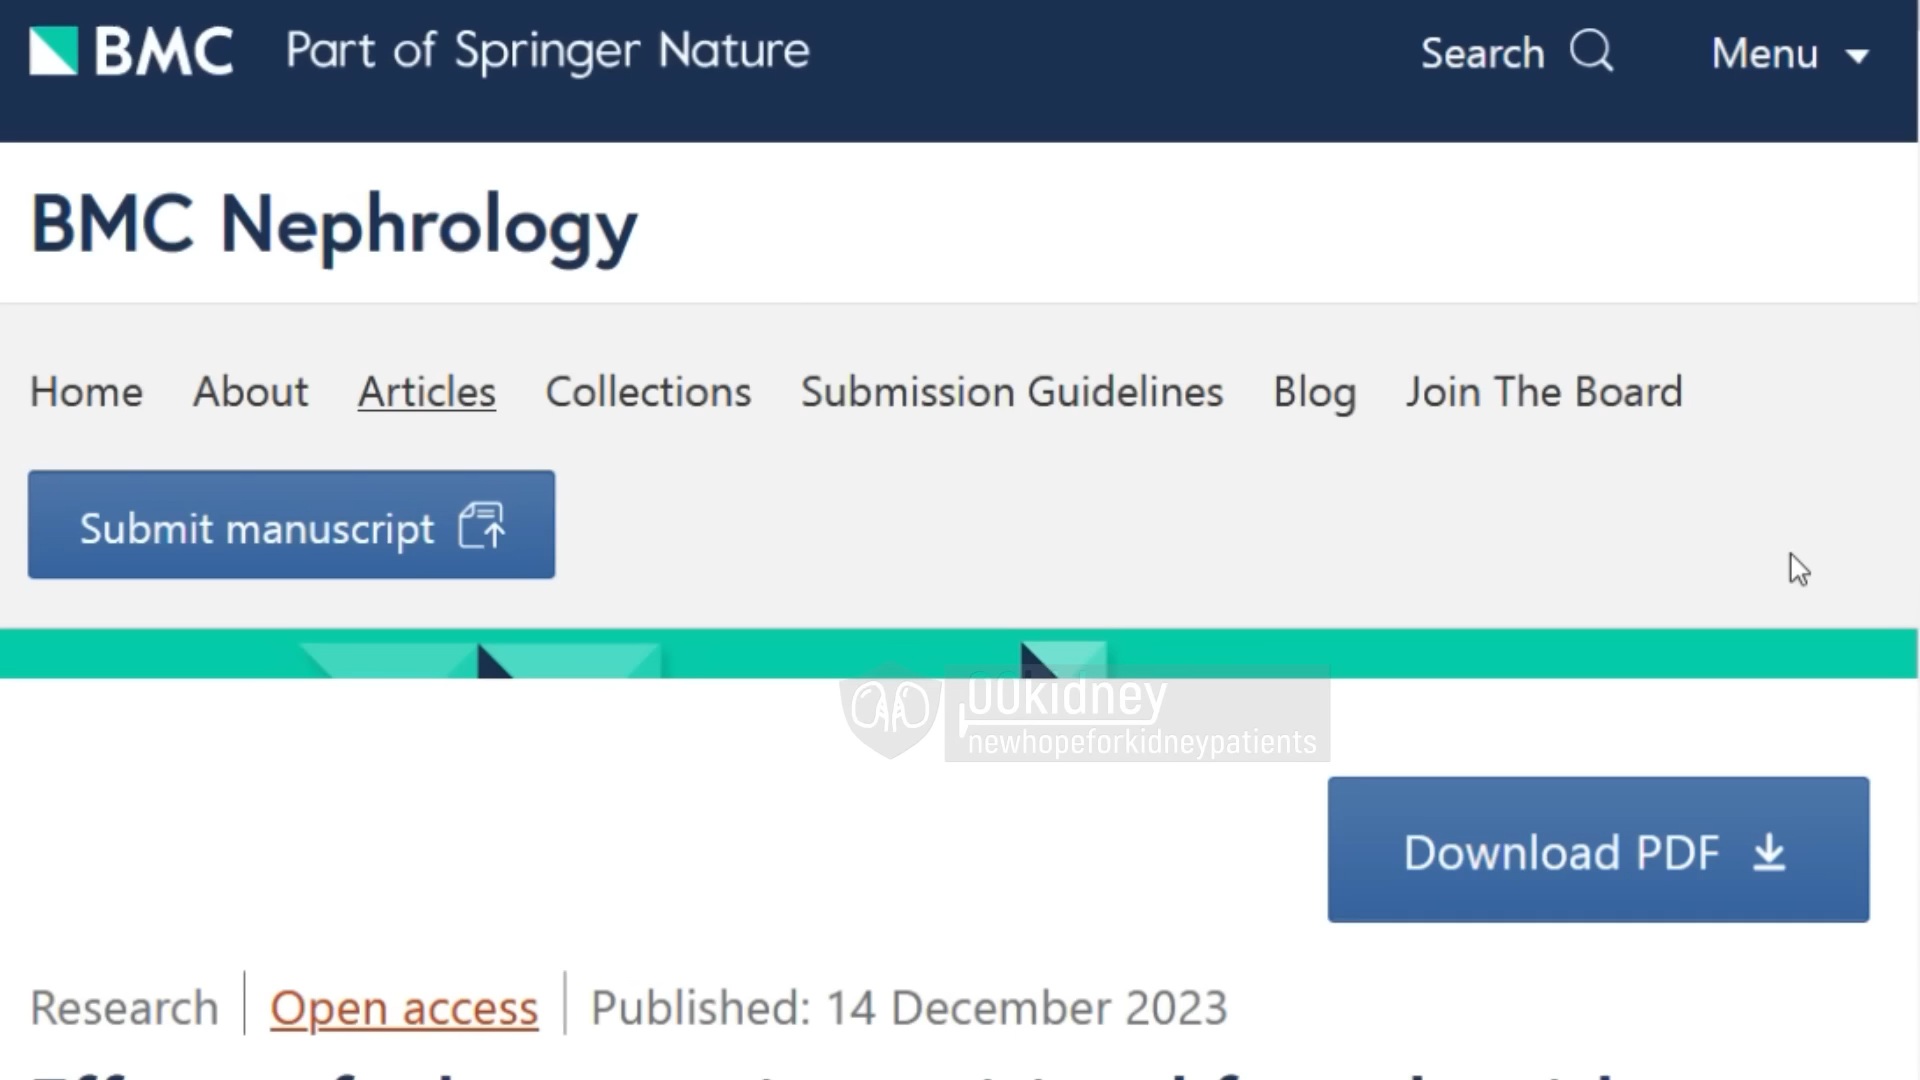 BMC Part of Springer Nature Search Menu
BMC Nephrology
Home About Articles Collections Submission Guidelines Blog Join The Board
Submit manuscript
00kidney
newhopeforkidneypatients
Download PDF
Research Open access Published: 14 December 2023